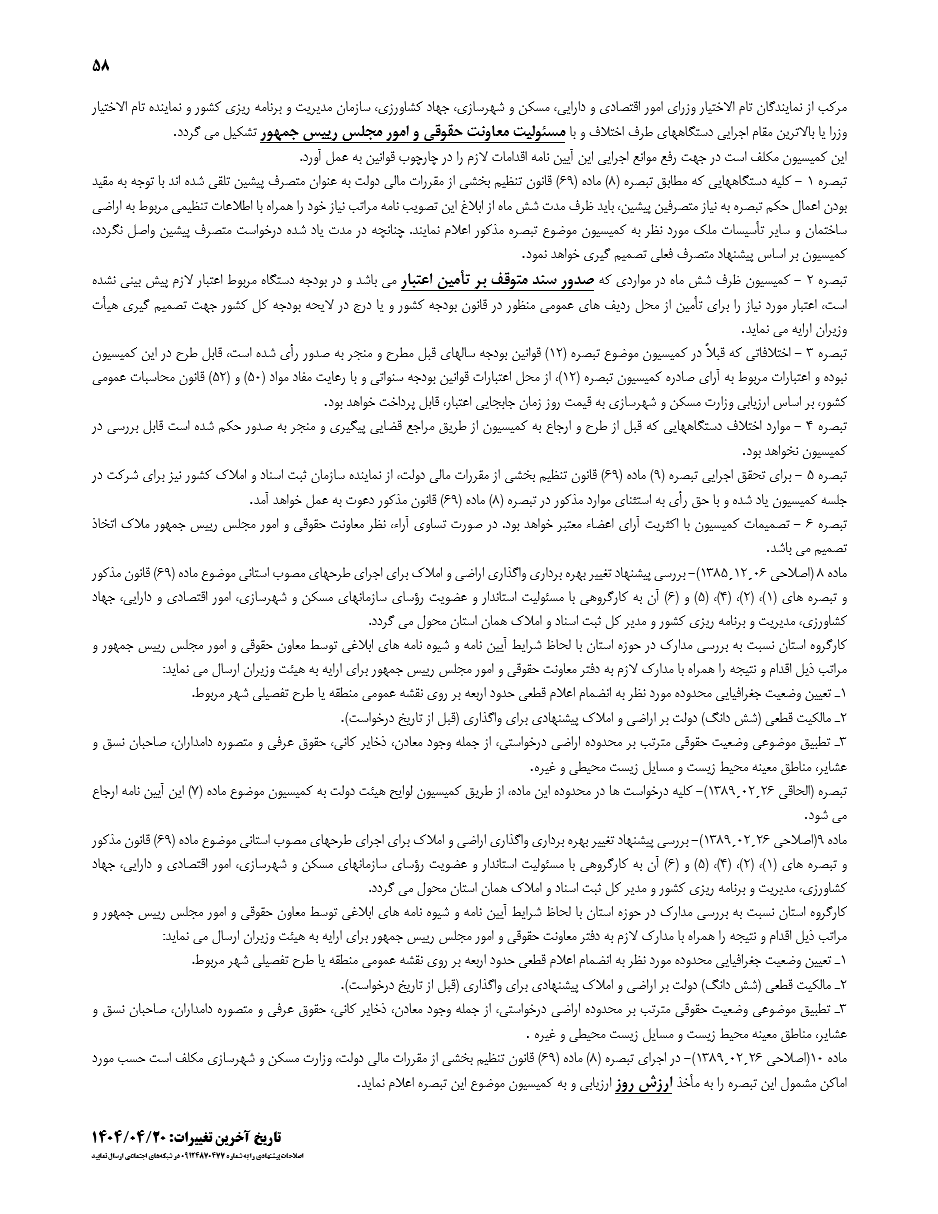 ۵۸
مرکب از نمایندگان تام الاختیار وزرای امور اقتصادی و دارایی، مسکن و شهرسازی، جهاد کشاورزی، سازمان مدیریت و برنامه ریزی کشور و نماینده تام الاختیار
وزرا یا بالاترین مقام اجرایی دستگاههای طرف اختلاف و با مسئولیت معاونت حقوقی و امور مجلس رییس جمهور تشکیل می گردد.
این کمیسیون مکلف است در جهت رفع موانع اجرایی این آیین نامه اقدامات لازم را در چارچوب قوانین به عمل آورد.
تبصره ۱ - کلیه دستگاههایی که مطابق تبصره (۸) ماده (۶۹) قانون تنظیم بخشی از مقررات مالی دولت به عنوان متصرف پیشین تلقی شده اند با توجه به مقید
بودن اعمال حکم تبصره به نیاز متصرفین پیشین، باید ظرف مدت شش ماه از ابلاغ این تصویب نامه مراتب نیاز خود را همراه با اطلاعات تنظیمی مربوط به اراضی
ساختمان و سایر تأسیسات ملک مورد نظر به کمیسیون موضوع تبصره مذکور اعلام نمایند. چنانچه در مدت یاد شده درخواست متصرف پیشین واصل نگردد،
کمیسیون بر اساس پیشنهاد متصرف فعلی تصمیم گیری خواهد نمود.
تبصره ۲ - کمیسیون ظرف شش ماه در مواردی که صدور سند متوقف بر تأمین اعتبار می باشد و در بودجه دستگاه مربوط اعتبار لازم پیش بینی نشده
است، اعتبار مورد نیاز را برای تأمین از محل ردیف های عمومی منظور در قانون بودجه کشور و یا درج در لایحه بودجه کل کشور جهت تصمیم گیری هیأت
وزیران ارایه می نماید.
تبصره ۳ - اختلافاتی که قبلاً در کمیسیون موضوع تبصره (۱۲) قوانین بودجه سالهای قبل مطرح و منجر به صدور رأی شده است، قابل طرح در این کمیسیون
نبوده و اعتبارات مربوط به آرای صادره کمیسیون تبصره (۱۲)، از محل اعتبارات قوانین بودجه سنواتی و با رعایت مفاد مواد (۵۰) و (۵۲) قانون محاسبات عمومی
کشور، بر اساس ارزیابی وزارت مسکن و شهرسازی به قیمت روز زمان جابجایی اعتبار، قابل پرداخت خواهد بود.
تبصره ۴ - موارد اختلاف دستگاههایی که قبل از طرح و ارجاع به کمیسیون از طریق مراجع قضایی پیگیری و منجر به صدور حکم شده است قابل بررسی در
کمیسیون نخواهد بود.
تبصره ۵ - برای تحقق اجرایی تبصره (۹) ماده (۶۹) قانون تنظیم بخشی از مقررات مالی دولت، از نماینده سازمان ثبت اسناد و املاک کشور نیز برای شرکت در
جلسه کمیسیون یاد شده و با حق رأی به استثنای موارد مذکور در تبصره (۸) ماده (۶۹) قانون مذکور دعوت به عمل خواهد آمد.
تبصره ۶ - تصمیمات کمیسیون با اکثریت آرای اعضاء معتبر خواهد بود. در صورت تساوی آراء، نظر معاونت حقوقی و امور مجلس رییس جمهور ملاک اتخاذ
تصمیم می باشد.
ماده ۸ (اصلاحی ۰۶,۱۲,۱۳۸۵)- بررسی پیشنهاد تغییر بهره برداری واگذاری اراضی و املاک برای اجرای طرحهای مصوب استانی موضوع ماده (۶۹) قانون مذکور
و تبصره های (۱)، (۲)، (۴)، (۵) و (۶) آن به کارگروهی با مسئولیت استاندار و عضویت رؤسای سازمانهای مسکن و شهرسازی، امور اقتصادی و دارایی، جهاد
کشاورزی، مدیریت و برنامه ریزی کشور و مدیر کل ثبت اسناد و املاک همان استان محول می گردد.
کارگروه استان نسبت به بررسی مدارک در حوزه استان با لحاظ شرایط آیین نامه و شیوه نامه های ابلاغی توسط معاون حقوقی و امور مجلس رییس جمهور و
مراتب ذیل اقدام و نتیجه را همراه با مدارک لازم به دفتر معاونت حقوقی و امور مجلس رییس جمهور برای ارایه به هیئت وزیران ارسال می نماید:
۱ـ تعیین وضعیت جغرافیایی محدوده مورد نظر به انضمام اعلام قطعی حدود اربعه بر روی نقشه عمومی منطقه یا طرح تفصیلی شهر مربوط.
۲ـ مالکیت قطعی (شش دانگ) دولت بر اراضی و املاک پیشنهادی برای واگذاری (قبل از تاریخ درخواست).
۳ـ تطبیق موضوعی وضعیت حقوقی مترتب بر محدوده اراضی درخواستی، از جمله وجود معادن، ذخایر کانی، حقوق عرفی و متصوره دامداران، صاحبان نسق و
عشایر، مناطق معینه محیط زیست و مسایل زیست محیطی و غیره.
تبصره (الحاقی ۲۶,۰۲,۱۳۸۹)- کلیه درخواست ها در محدوده این ماده، از طریق کمیسیون لوایح هیئت دولت به کمیسیون موضوع ماده (۷) این آیین نامه ارجاع
می شود.
ماده ۹(اصلاحی ۲۶,۰۲,۱۳۸۹)- بررسی پیشنهاد تغییر بهره برداری واگذاری اراضی و املاک برای اجرای طرحهای مصوب استانی موضوع ماده (۶۹) قانون مذکور
و تبصره های (۱)، (۲)، (۴)، (۵) و (۶) آن به کارگروهی با مسئولیت استاندار و عضویت رؤسای سازمانهای مسکن و شهرسازی، امور اقتصادی و دارایی، جهاد
کشاورزی، مدیریت و برنامه ریزی کشور و مدیر کل ثبت اسناد و املاک همان استان محول می گردد.
کارگروه استان نسبت به بررسی مدارک در حوزه استان با لحاظ شرایط آیین نامه و شیوه نامه های ابلاغی توسط معاون حقوقی و امور مجلس رییس جمهور و
مراتب ذیل اقدام و نتیجه را همراه با مدارک لازم به دفتر معاونت حقوقی و امور مجلس رییس جمهور برای ارایه به هیئت وزیران ارسال می نماید:
۱ـ تعیین وضعیت جغرافیایی محدوده مورد نظر به انضمام اعلام قطعی حدود اربعه بر روی نقشه عمومی منطقه یا طرح تفصیلی شهر مربوط.
۲ـ مالکیت قطعی (شش دانگ) دولت بر اراضی و املاک پیشنهادی برای واگذاری (قبل از تاریخ درخواست).
۳ـ تطبیق موضوعی وضعیت حقوقی مترتب بر محدوده اراضی درخواستی، از جمله وجود معادن، ذخایر کانی، حقوق عرفی و متصوره دامداران، صاحبان نسق و
عشایر، مناطق معینه محیط زیست و مسایل زیست محیطی و غیره .
ماده ۱۰(اصلاحی ۲۶,۰۲,۱۳۸۹)- در اجرای تبصره (۸) ماده (۶۹) قانون تنظیم بخشی از مقررات مالی دولت، وزارت مسکن و شهرسازی مکلف است حسب مورد
اماکن مشمول این تبصره را به مأخذ ارزش روز ارزیابی و به کمیسیون موضوع این تبصره اعلام نماید.
تاریخ آخرین تغییرات: ۱۴۰۴/۰۴/۲۰
اصلاحات پیشنهادی را به شماره ۰۹۱۲۴۸۷۰۴۷۷ در شبکه‌های اجتماعی ارسال نمایید